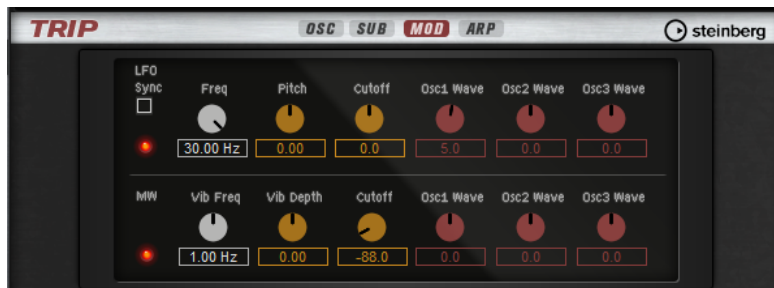 TRIP OSC SUB MOD ARP steinberg
LFO
Sync Freq Pitch Cutoff Osc1 Wave Osc2 Wave Osc3 Wave
30.00 Hz 0.00 0.0 5.0 0.0 0.0
MW Vib Freq Vib Depth Cutoff Osc1 Wave Osc2 Wave Osc3 Wave
1.00 Hz 0.00 -88.0 0.0 0.0 0.0